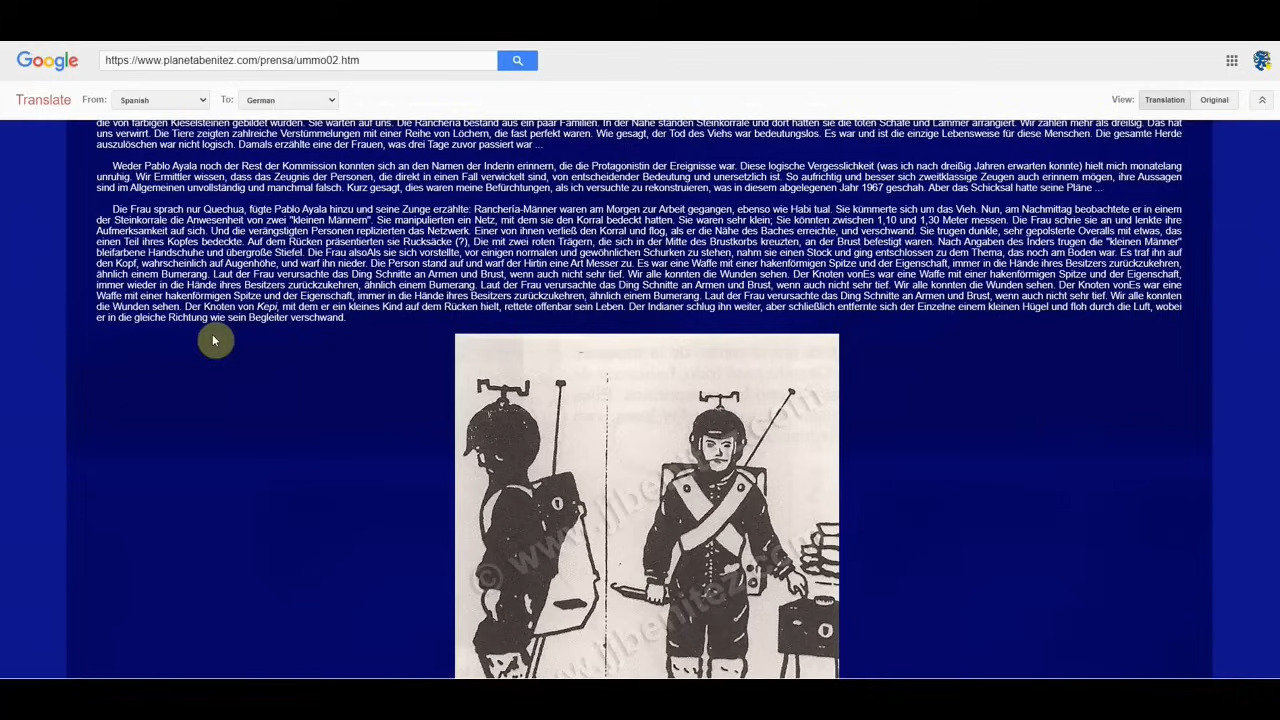 Google
https://www.planetabenitez.com/prensa/ummo02.htm
Translate From: Spanish To: German View: Translation Original
die von farbigen Kieselsteinen gebildet wurden. Sie warten auf uns. Die Ranchería bestand aus ein paar Familien. In der Nähe standen Steinkorralle und dort hatten sie die toten Schafe und Lämmer arrangiert. Wir zählen mehr als dreißig. Das hat
uns verwirrt. Die Tiere zeigten zahlreiche Verstümmelungen mit einer Reihe von Löchern, die fast perfekt waren. Wie gesagt, der Tod des Viehs war bedeutungslos. Es war und ist die einzige Lebensweise für diese Menschen. Die gesamte Herde
auszulöschen war nicht logisch. Damals erzählte eine der Frauen, was drei Tage zuvor passiert war ...
Weder Pablo Ayala noch der Rest der Kommission konnten sich an den Namen der Inderin erinnern, die die Protagonistin der Ereignisse war. Diese logische Vergesslichkeit (was ich nach dreißig Jahren erwarten konnte) hielt mich monatelang
unruhig. Wir Ermittler wissen, dass das Zeugnis der Personen, die direkt in einen Fall verwickelt sind, von entscheidender Bedeutung und unersetzlich ist. So aufrichtig und besser sich zweitklassige Zeugen auch erinnern mögen, ihre Aussagen
sind im Allgemeinen unvollständig und manchmal falsch. Kurz gesagt, dies waren meine Befürchtungen, als ich versuchte zu rekonstruieren, was in diesem abgelegenen Jahr 1967 geschah. Aber das Schicksal hatte seine Pläne ...
Die Frau sprach nur Quechua, fügte Pablo Ayala hinzu und seine Zunge erzählte: Ranchería-Männer waren am Morgen zur Arbeit gegangen, ebenso wie Habi tual. Sie kümmerte sich um das Vieh. Nun, am Nachmittag beobachtete er in einem
der Steinkorralle die Anwesenheit von zwei "kleinen Männern". Sie manipulierten ein Netz, mit dem sie den Korral bedeckt hatten. Sie waren sehr klein; Sie könnten zwischen 1,10 und 1,30 Meter messen. Die Frau schrie sie an und lenkte ihre
Aufmerksamkeit auf sich. Und die verängstigten Personen replizierten das Netzwerk. Einer von ihnen verließ den Korral und flog, als er die Nähe des Baches erreichte, und verschwand. Sie trugen dunkle, sehr gepolsterte Overalls mit etwas, das
einen Teil ihres Kopfes bedeckte. Auf dem Rücken präsentierten sie Rucksäcke (?), Die mit zwei roten Trägern, die sich in der Mitte des Brustkorbs kreuzten, an der Brust befestigt waren. Nach Angaben des Inders trugen die "kleinen Männer"
bleifarbene Handschuhe und übergroße Stiefel. Die Frau alsoAls sie sich vorstellte, vor einigen normalen und gewöhnlichen Schurken zu stehen, nahm sie einen Stock und ging entschlossen zu dem Thema, das noch am Boden war. Es traf ihn auf
den Kopf, wahrscheinlich auf Augenhöhe, und warf ihn nieder. Die Person stand auf und warf der Hirtin eine Art Messer zu. Es war eine Waffe mit einer hakenförmigen Spitze und der Eigenschaft, immer in die Hände ihres Besitzers zurückzukehren,
ähnlich einem Bumerang. Laut der Frau verursachte das Ding Schnitte an Armen und Brust, wenn auch nicht sehr tief. Wir alle konnten die Wunden sehen. Der Knoten vonEs war eine Waffe mit einer hakenförmigen Spitze und der Eigenschaft,
immer wieder in die Hände ihres Besitzers zurückzukehren, ähnlich einem Bumerang. Laut der Frau verursachte das Ding Schnitte an Armen und Brust, wenn auch nicht sehr tief. Wir alle konnten die Wunden sehen. Der Knoten vonEs war eine
Waffe mit einer hakenförmigen Spitze und der Eigenschaft, immer in die Hände ihres Besitzers zurückzukehren, ähnlich einem Bumerang. Laut der Frau verursachte das Ding Schnitte an Armen und Brust, wenn auch nicht sehr tief. Wir alle konnten
die Wunden sehen. Der Knoten von Kepi, mit dem er ein kleines Kind auf dem Rücken hielt, rettete offenbar sein Leben. Der Indianer schlug ihn weiter, aber schließlich entfernte sich der Einzelne einem kleinen Hügel und floh durch die Luft, wobei
er in die gleiche Richtung wie sein Begleiter verschwand.
© www.jjbenitez.com
www.jjbenitez.com